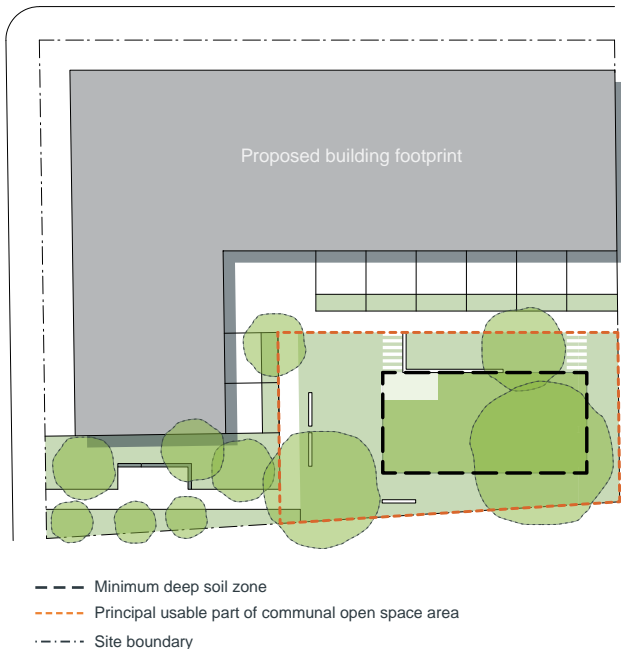 Proposed building footprint
Minimum deep soil zone
Principal usable part of communal open space area
Site boundary